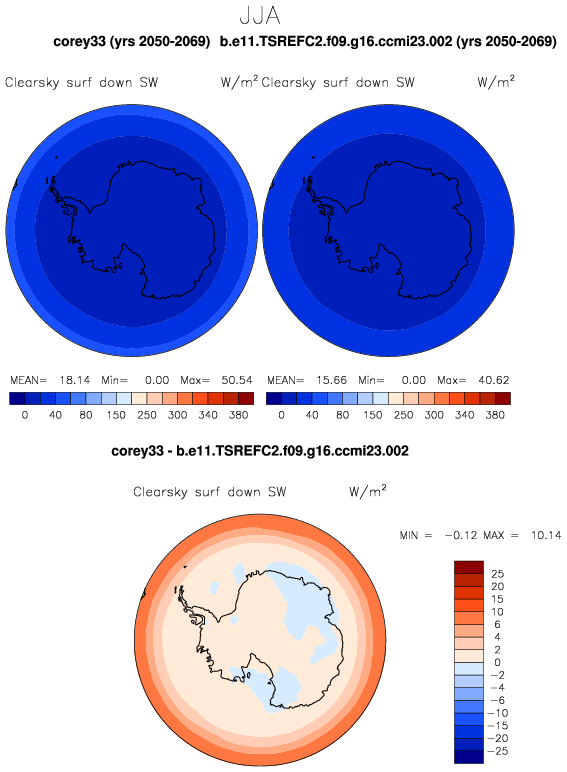 JJA
corey33 (yrs 2050-2069) b.e11.TSREFC2.f09.g16.ccmi23.002 (yrs 2050-2069)
Clearsky surf down SW W/m² Clearsky surf down SW W/m²
MEAN= 18.14 Min= 0.00 Max= 50.54 MEAN= 15.66 Min= 0.00 Max= 40.62
0 40 80 150 250 300 340 380 0 40 80 150 250 300 340 380
corey33 - b.e11.TSREFC2.f09.g16.ccmi23.002
Clearsky surf down SW W/m²
MIN = -0.12 MAX = 10.14
25
20
15
10
6
4
2
0
-2
-4
-6
-10
-15
-20
-25